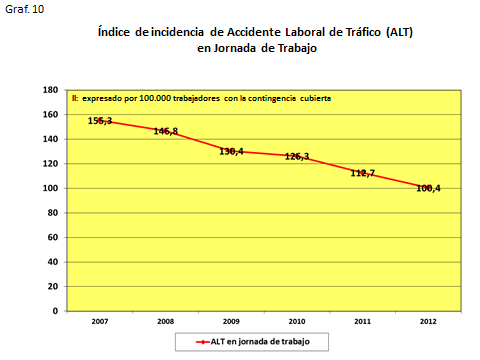 Graf. 10
Índice de incidencia de Accidente Laboral de Tráfico (ALT)
en Jornada de Trabajo
II: expresado por 100.000 trabajadores con la contingencia cubierta
180
160
140
120
100
80
60
40
20
0
155,3
146,8
130,4
126,3
112,7
100,4
2007 2008 2009 2010 2011 2012
ALT en jornada de trabajo